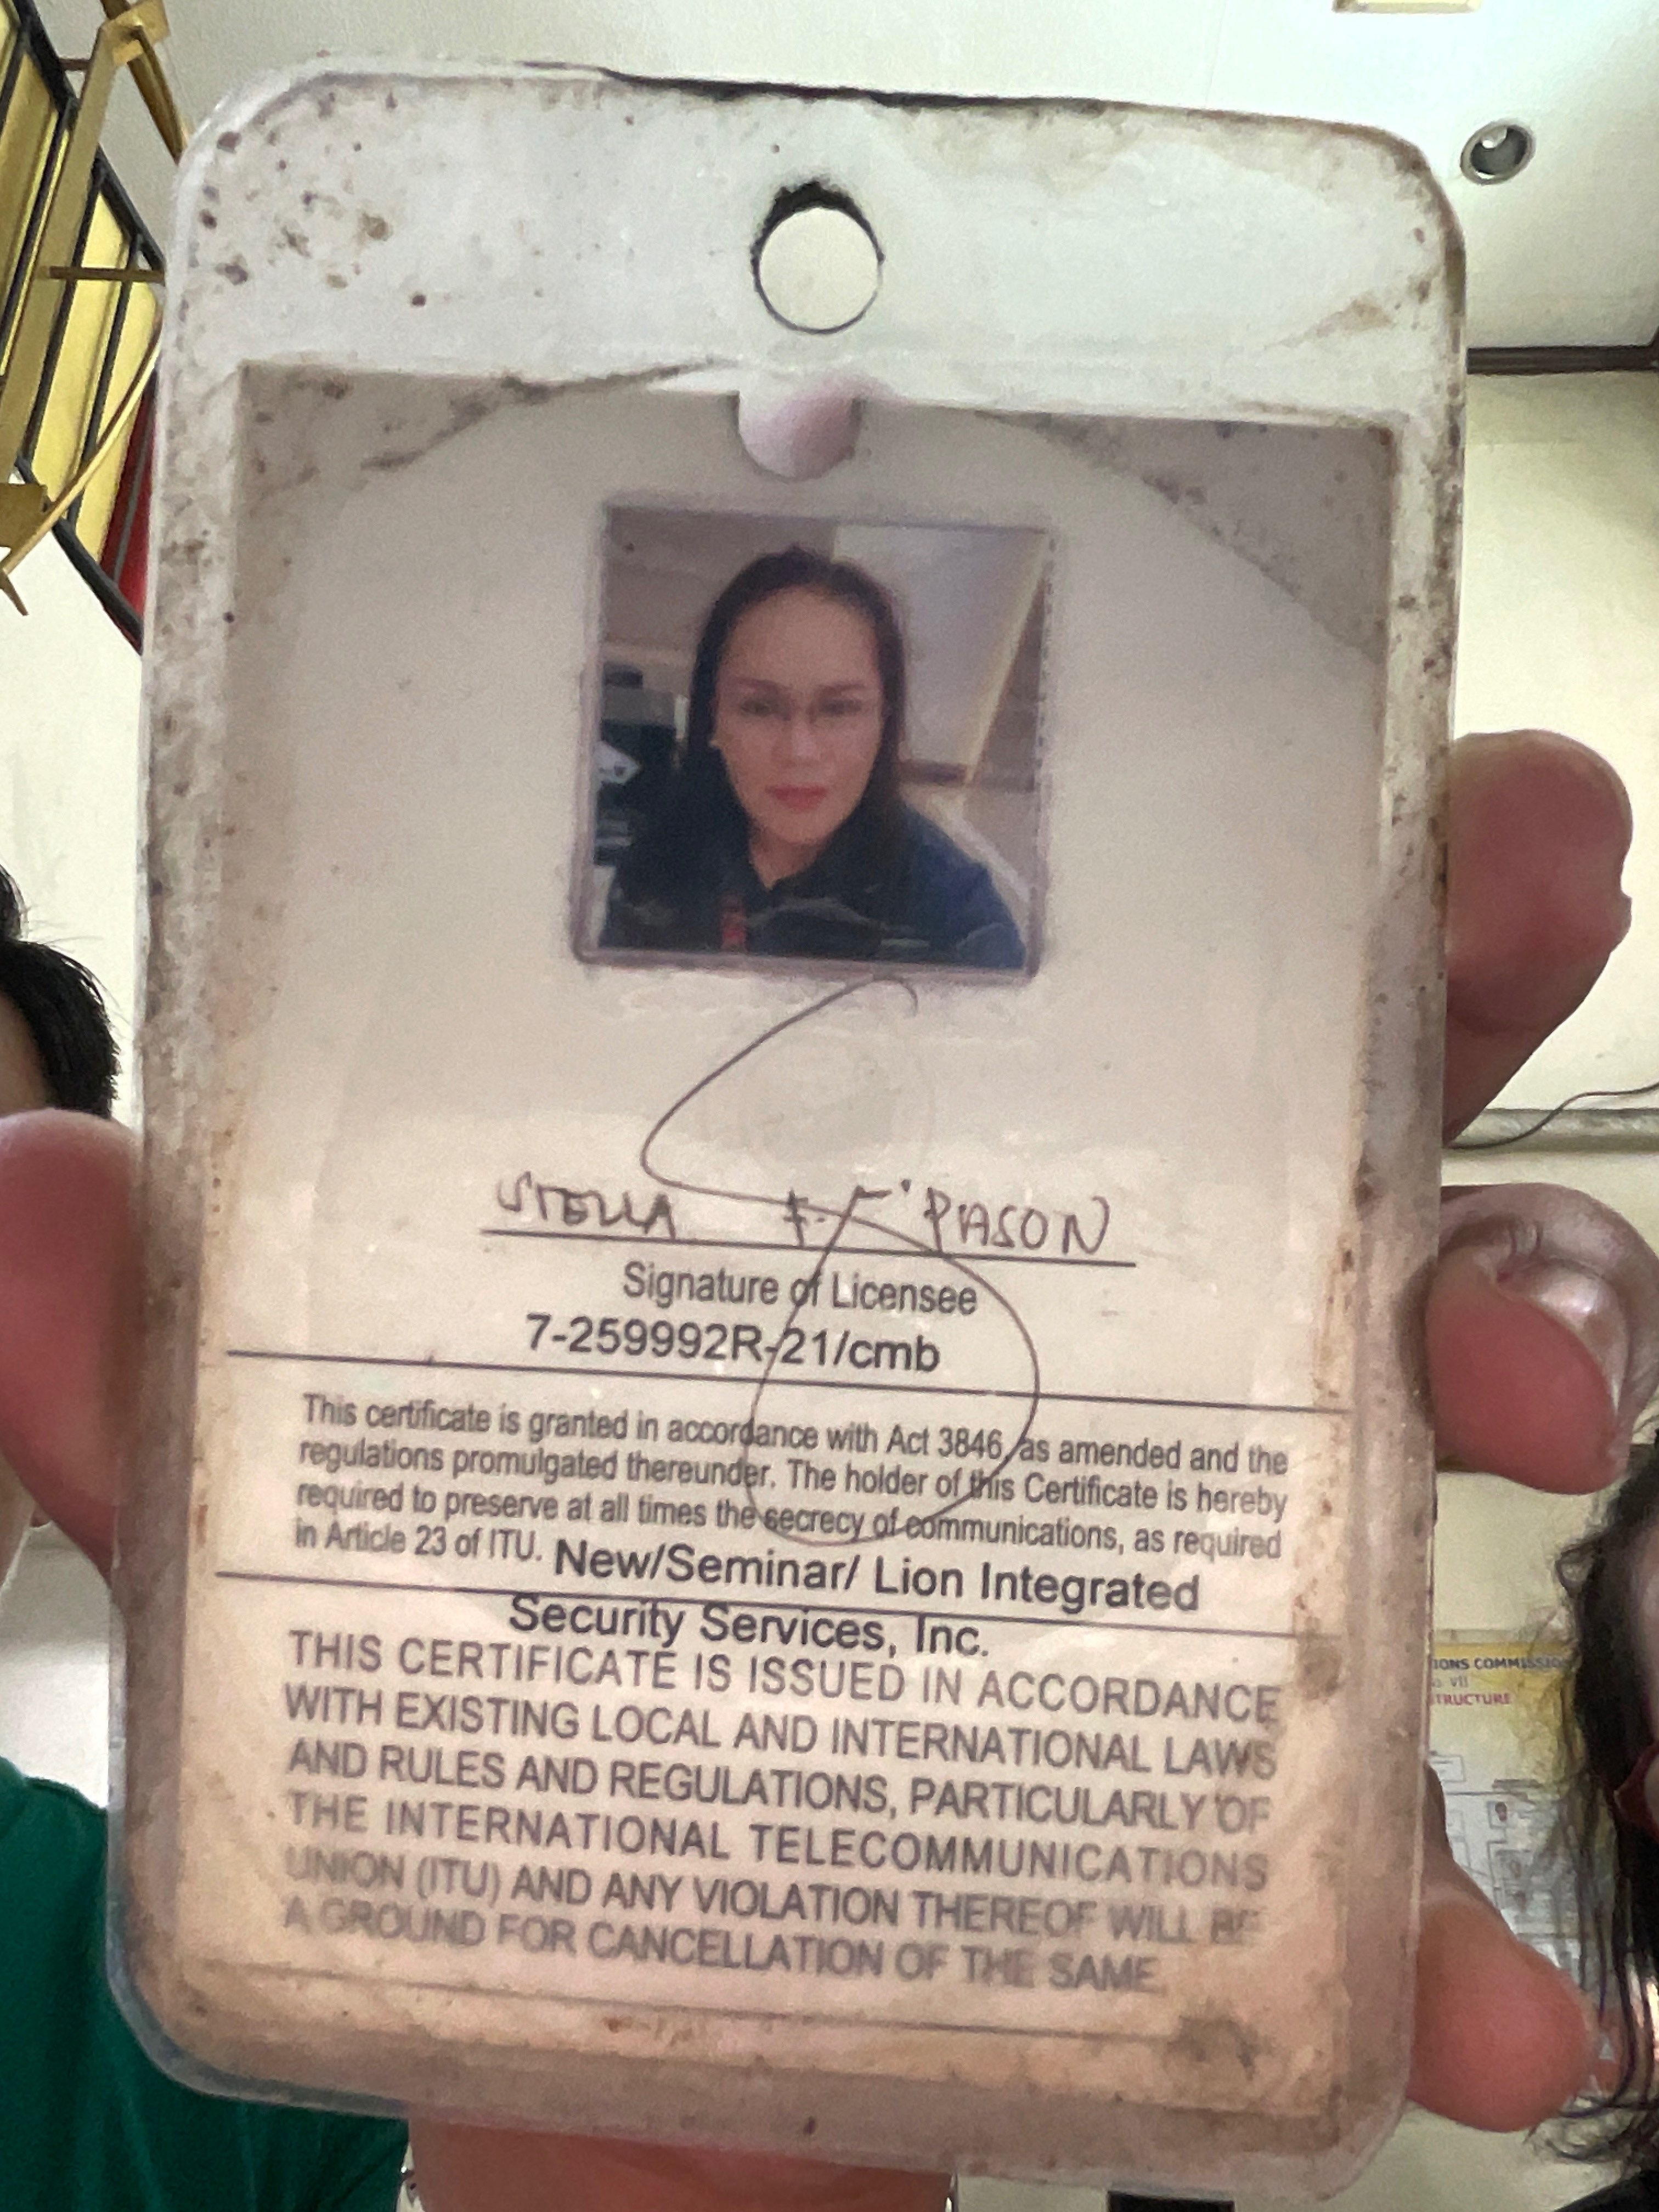 STELLA F. PASON
Signature of Licensee
7-259992R-21/cmb
This certificate is granted in accordance with Act 3846, as amended and the
regulations promulgated thereunder. The holder of this Certificate is hereby
required to preserve at all times the secrecy of communications, as required
in Article 23 of ITU. New/Seminar/ Lion Integrated
Security Services, Inc.
THIS CERTIFICATE IS ISSUED IN ACCORDANCE
WITH EXISTING LOCAL AND INTERNATIONAL LAWS
AND RULES AND REGULATIONS, PARTICULARLY OF
THE INTERNATIONAL TELECOMMUNICATIONS
UNION (ITU) AND ANY VIOLATION THEREOF WILL BE
A GROUND FOR CANCELLATION OF THE SAME
IONS COMMISSION
VII
TRUCTURE